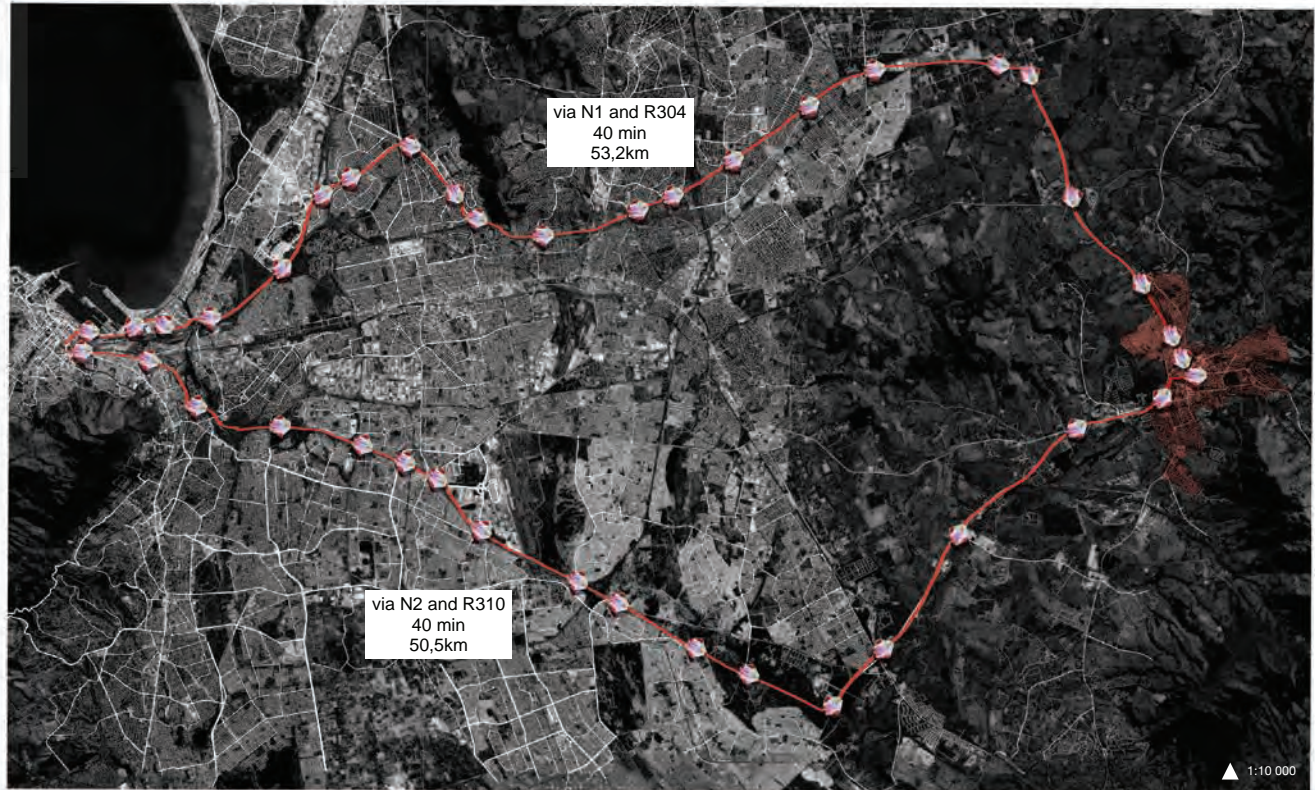 via N1 and R304
40 min
53,2km
via N2 and R310
40 min
50,5km
1:10 000